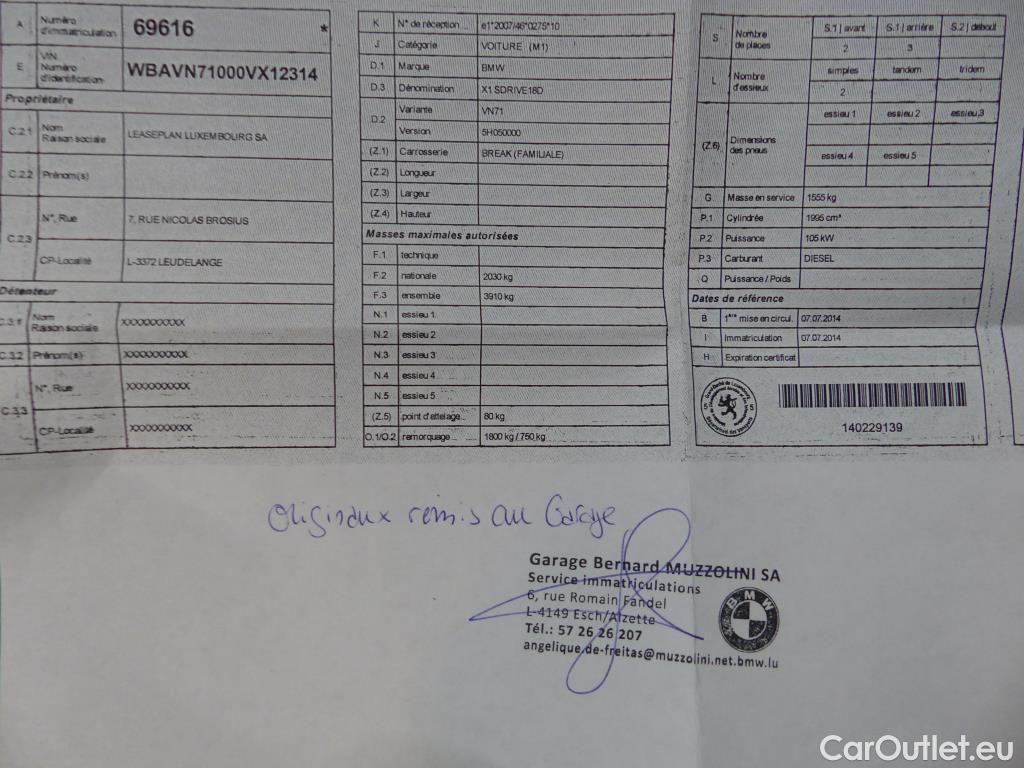 A Numéro d'immatriculation 69616 *
E VIN Numéro d'identification WBAVN71000VX12314
Propriétaire
C.2.1 Nom Raison sociale LEASEPLAN LUXEMBOURG SA
C.2.2 Prénom(s)
C.2.3 N°, Rue 7, RUE NICOLAS BROSIUS
CP-Localité L-3372 LEUDELANGE
Détenteur
C.3.1 Nom Raison sociale XXXXXXXXXX
C.3.2 Prénom(s) XXXXXXXXXX
C.3.3 N°, Rue XXXXXXXXXX
CP-Localité XXXXXXXXXX
K N° de réception e1*2007/46*0275*10
J Catégorie VOITURE (M1)
D.1 Marque BMW
D.3 Dénomination X1 SDRIVE18D
D.2 Variante VN71
Version 5H050000
(Z.1) Carrosserie BREAK (FAMILIALE)
(Z.2) Longueur
(Z.3) Largeur
(Z.4) Hauteur
Masses maximales autorisées
F.1 technique
F.2 nationale 2030 kg
F.3 ensemble 3910 kg
N.1 essieu 1
N.2 essieu 2
N.3 essieu 3
N.4 essieu 4
N.5 essieu 5
(Z.5) point d'attelage... 80 kg
O.1/O.2 remorquage... 1800 kg / 750 kg
S Nombre de places S.1 | avant S.1 | arrière S.2 | debout
2 3
L Nombre d'essieux simples tandem tridem
2
(Z.6) Dimensions des pneus essieu 1 essieu 2 essieu 3
essieu 4 essieu 5
G Masse en service 1555 kg
P.1 Cylindrée 1995 cm³
P.2 Puissance 105 kW
P.3 Carburant DIESEL
Q Puissance / Poids
Dates de référence
B 1ère mise en circul. 07.07.2014
I Immatriculation 07.07.2014
H Expiration certificat
140229139
Originaux remis au Garage
Garage Bernard MUZZOLINI SA
Service immatriculations
6, rue Romain Fandel
L-4149 Esch/Alzette
Tél.: 57 26 26 207
angelique.de-freitas@muzzolini.net.bmw.lu
BMW
CarOutlet.eu